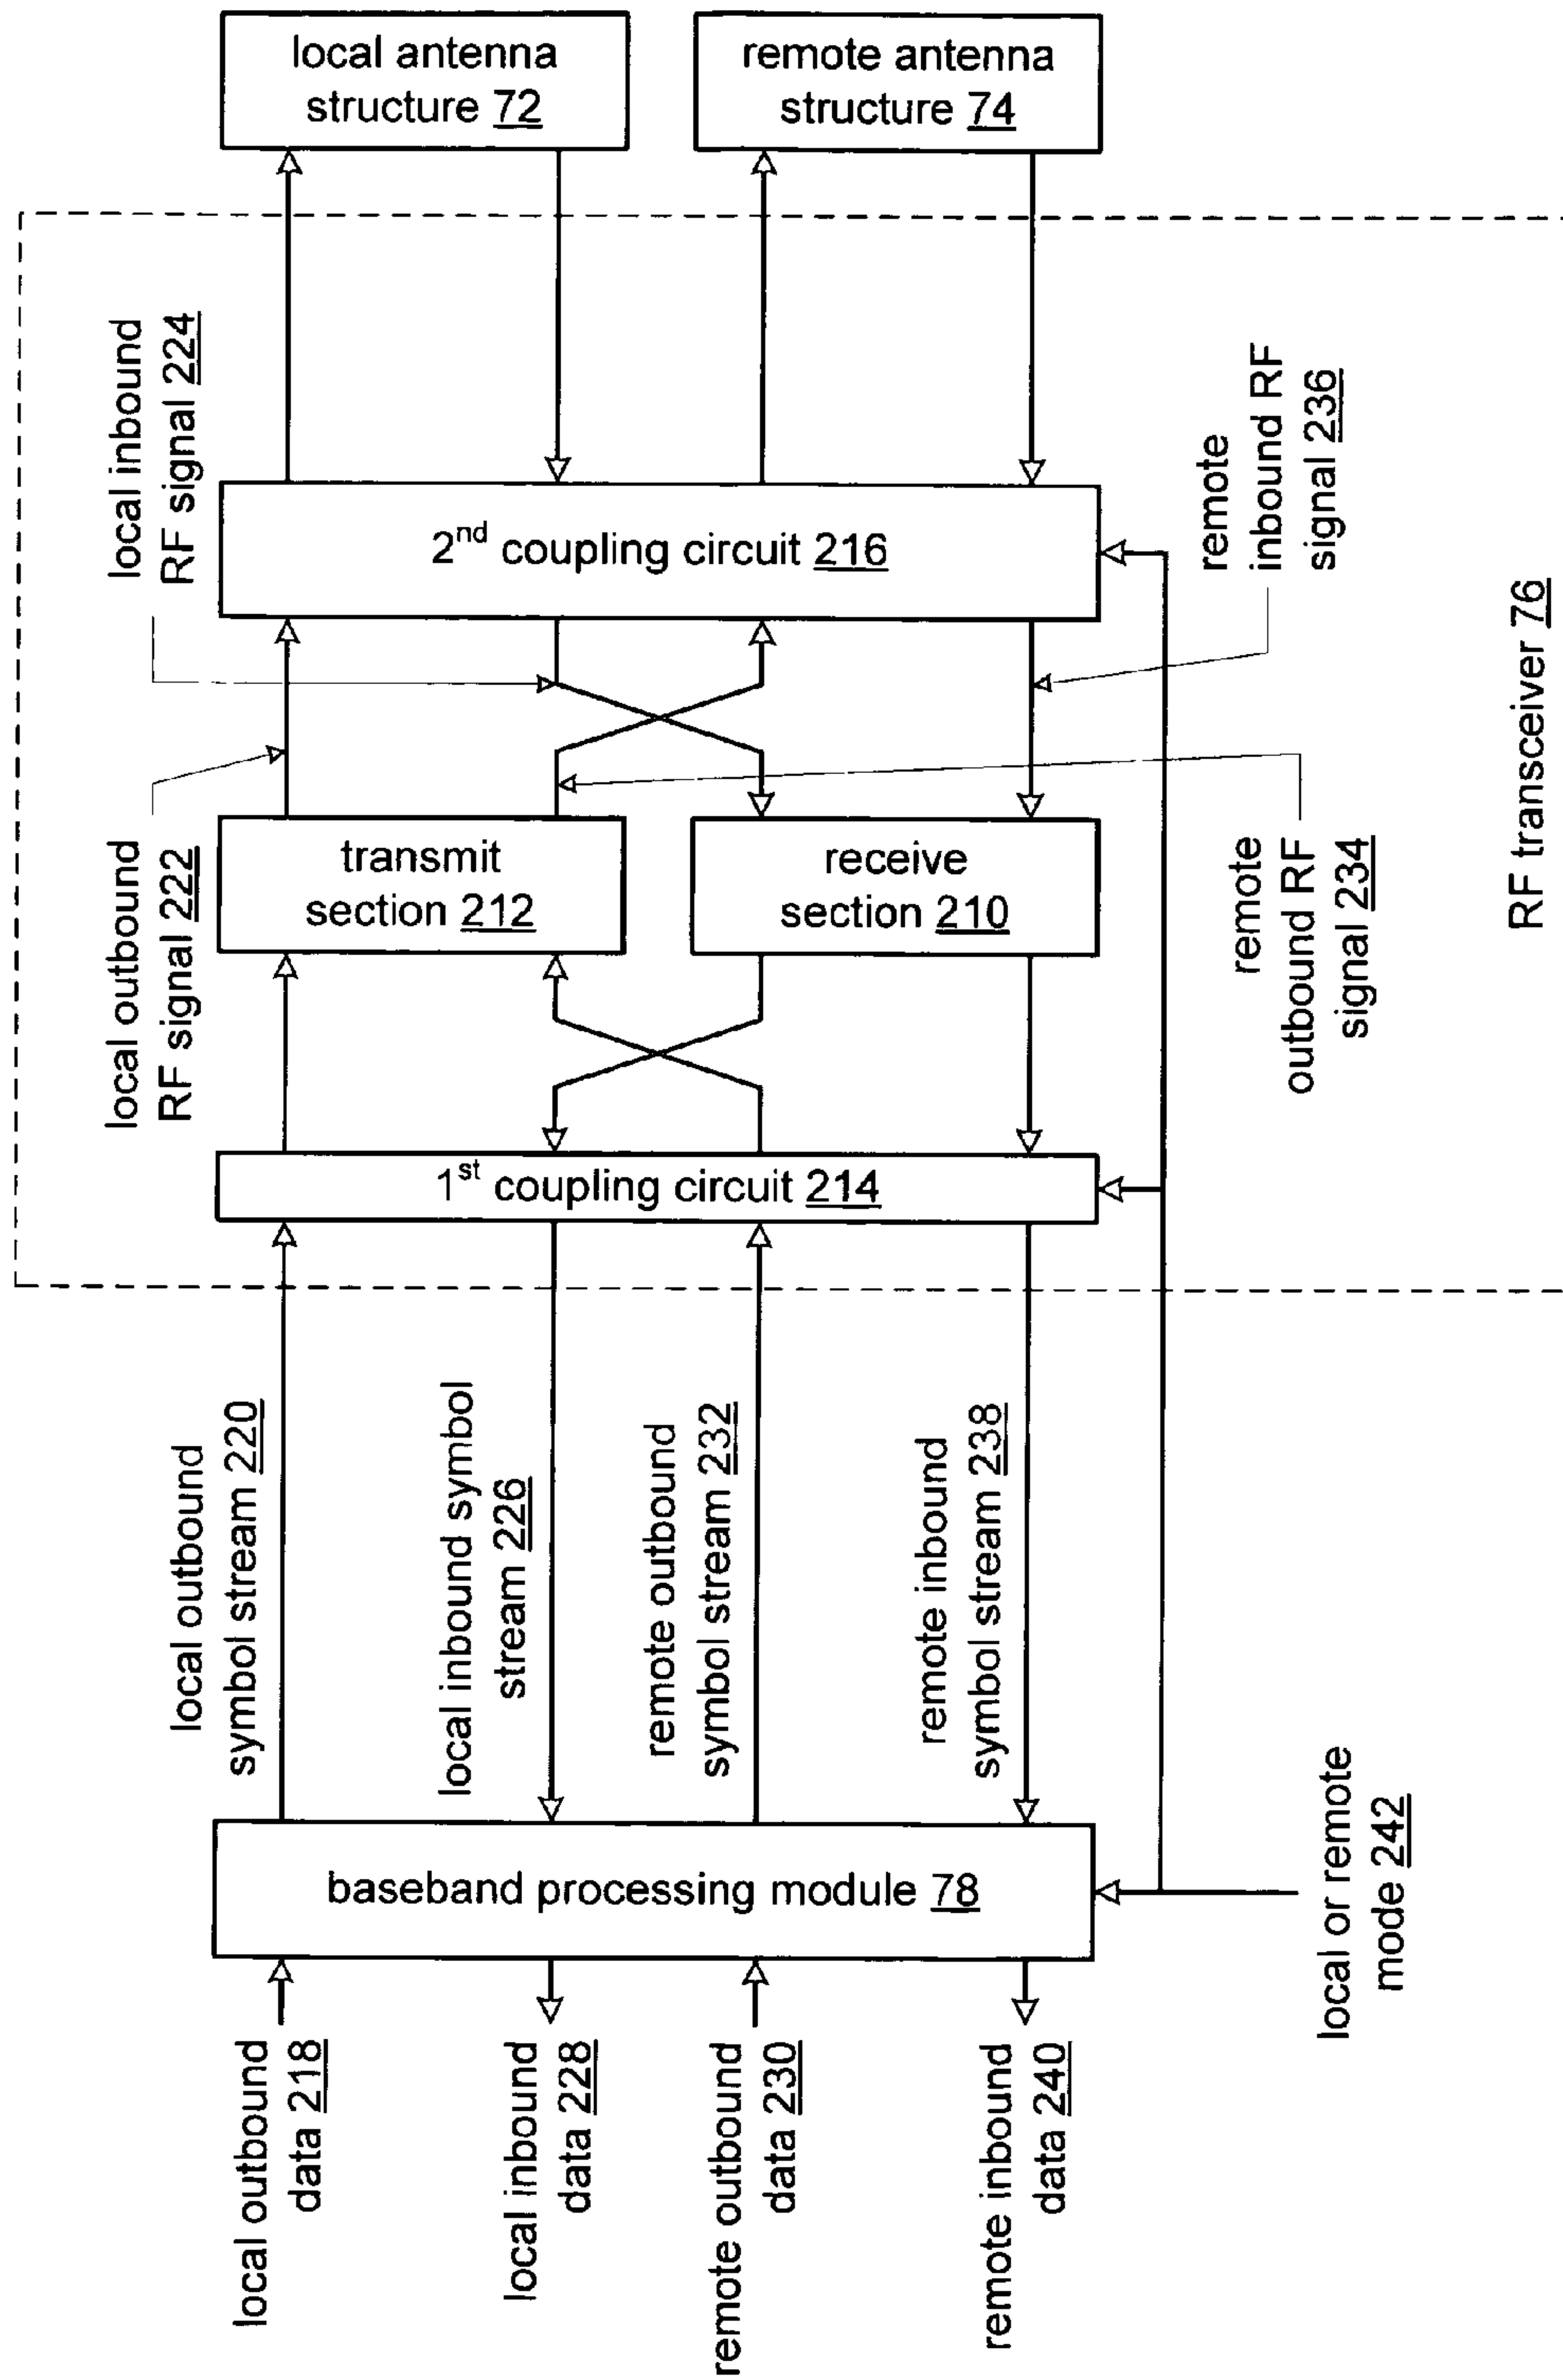 local antenna
structure 72
remote antenna
structure 74
local inbound
RF signal 224
2nd coupling circuit 216
remote
inbound RF
signal 236
local outbound
RF signal 222
transmit
section 212
receive
section 210
remote
outbound RF
signal 234
RF transceiver 76
1st coupling circuit 214
local outbound
symbol stream 220
local inbound symbol
stream 226
remote outbound
symbol stream 232
remote inbound
symbol stream 238
baseband processing module 78
local or remote
mode 242
local outbound
data 218
local inbound
data 228
remote outbound
data 230
remote inbound
data 240